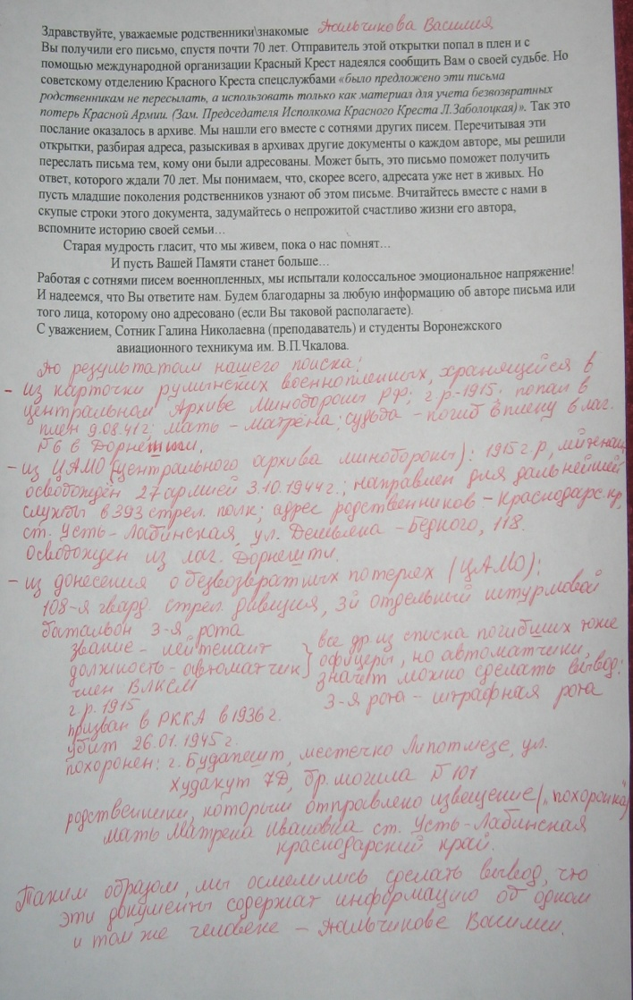 Здравствуйте, уважаемые родственники\знакомые Жальчикова Василия
Вы получили его письмо, спустя почти 70 лет. Отправитель этой открытки попал в плен и с
помощью международной организации Красный Крест надеялся сообщить Вам о своей судьбе. Но
советскому отделению Красного Креста спецслужбами «было предложено эти письма
родственникам не пересылать, а использовать только как материал для учета безвозвратных
потерь Красной Армии. (Зам. Председателя Исполкома Красного Креста Л.Заболоцкая)». Так это
послание оказалось в архиве. Мы нашли его вместе с сотнями других писем. Перечитывая эти
открытки, разбирая адреса, разыскивая в архивах другие документы о каждом авторе, мы решили
переслать письма тем, кому они были адресованы. Может быть, это письмо поможет получить
ответ, которого ждали 70 лет. Мы понимаем, что, скорее всего, адресата уже нет в живых. Но
пусть младшие поколения родственников узнают об этом письме. Вчитайтесь вместе с нами в
скупые строки этого документа, задумайтесь о непрожитой счастливо жизни его автора,
вспомните историю своей семьи…
Старая мудрость гласит, что мы живем, пока о нас помнят…
И пусть Вашей Памяти станет больше…
Работая с сотнями писем военнопленных, мы испытали колоссальное эмоциональное напряжение!
И надеемся, что Вы ответите нам. Будем благодарны за любую информацию об авторе письма или
того лица, которому оно адресовано (если Вы таковой располагаете).
С уважением, Сотник Галина Николаевна (преподаватель) и студенты Воронежского
авиационного техникума им. В.П.Чкалова.
По результатам нашего поиска:
- из карточки румынских военнопленных, хранящейся в
центральном Архиве Минобороны РФ; г.р.-1915; попал в
плен 9.08.41г; мать - Матрёна; судьба - погиб в плену в лаг.
№6 в Дорнешти.
- из ЦАМО (центрального архива минобороны): 1915 г.р, лейтенант
освобождён 27 армией 3.10.1944г.; направлен для дальнейшей
службы в 393 стрел. полк; адрес родственников - Краснодарс. кр,
ст. Усть-Лабинская, ул. Демьяна-Бедного, 118.
Освобожден из лаг. Дорнешти.
- из донесения о безвозвратных потерях (ЦАМО):
108-я гвард. стрел. дивизия, 3й отдельный штурмовой
батальон 3-я рота
звание - лейтенант
должность - автоматчик
член ВЛКСМ
г.р. 1915
} все др. из списка погибших тоже
офицеры, но автоматчики,
значит можно сделать вывод:
3-я рота - штрафная рота
призван в РККА в 1936г.
убит 26.01.1945г.
похоронен: г. Будапешт, местечко Липотмезе, ул.
Худакут 7D, бр. могила №101
родственники, которым отправлено извещение ("похоронка")
мать Матрена Ивановна ст. Усть-Лабинская
Краснодарский край.
Таким образом, мы осмелились сделать вывод, что
эти документы содержат информацию об одном
и том же человеке - Жальчикове Василии.